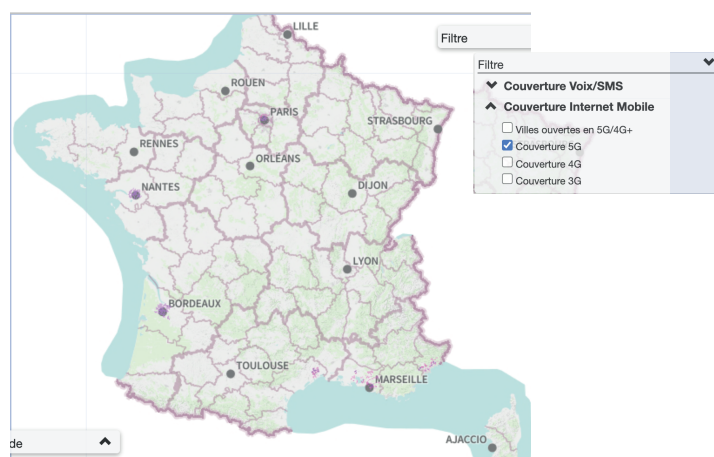 LILLE
Filtre
Filtre
Couverture Voix/SMS
ROUEN
Couverture Internet Mobile
PARIS
STRASBOURG
Villes ouvertes en 5G/4G+
RENNES
Couverture 5G
ORLÉANS
Couverture 4G
NANTES
DIJON
Couverture 3G
LYON
BORDEAUX
TOULOUSE
MARSEILLE
de
AJACCIO